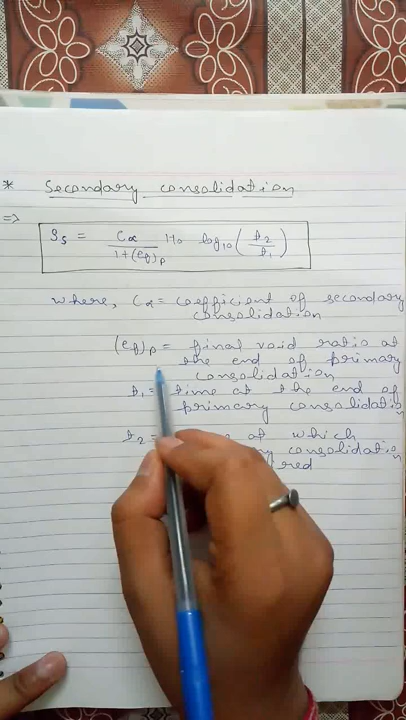 * Secondary consolidation
=> Ss = Cα / 1+(ef)p Ho log10 (t2 / t1)
where, Cα = coefficient of secondary
consolidation
(ef)p = final void ratio at
the end of primary
consolidation
t1 = time at the end of
primary consolidation
t2 = at which
consolidation